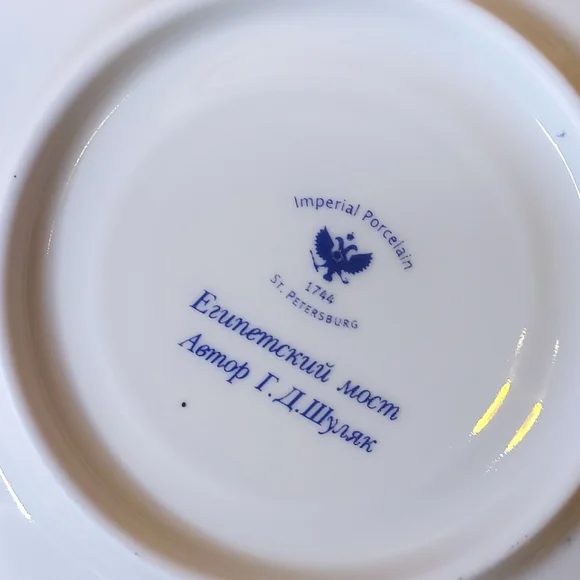 Imperial Porcelain
1744
St. Petersburg
Египетский мост
Автор Г.Д.Шуляк